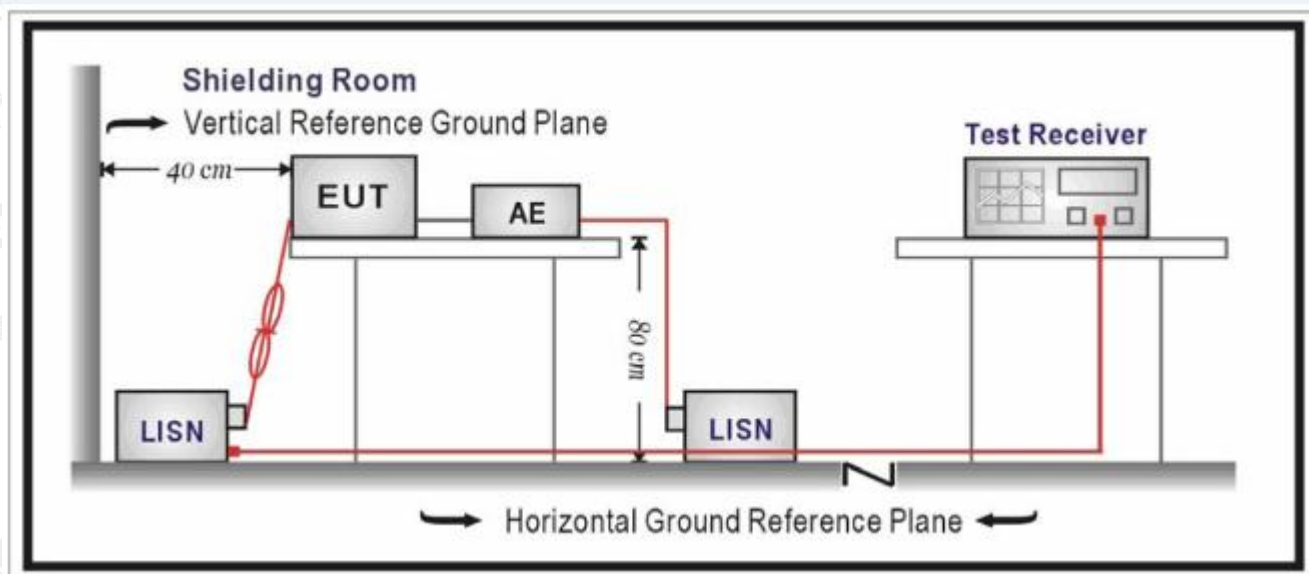 Shielding Room
Vertical Reference Ground Plane
Test Receiver
40 cm
EUT
AE
80 cm
LISN
LISN
Horizontal Ground Reference Plane